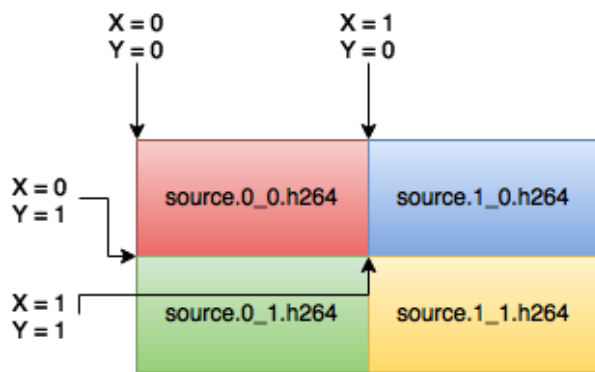 X = 0
Y = 0
X = 1
Y = 0
source.0_0.h264
source.1_0.h264
X = 0
Y = 1
source.0_1.h264
source.1_1.h264
X = 1
Y = 1